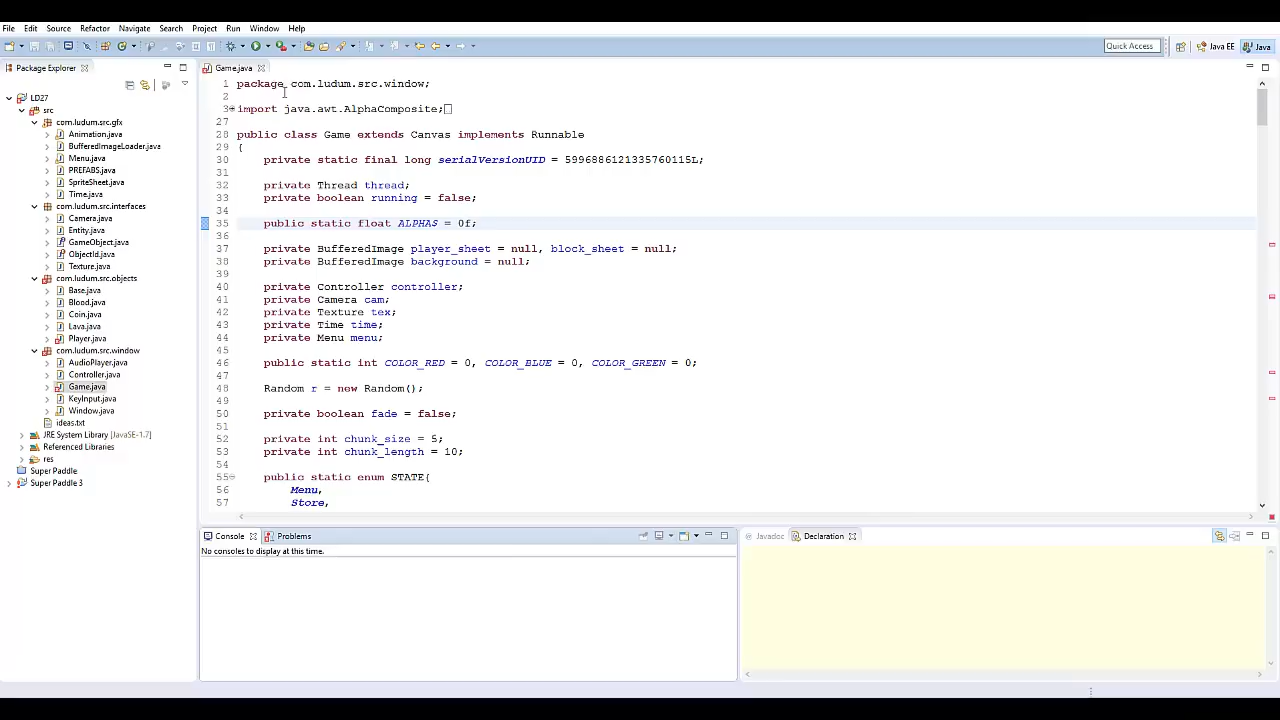 File Edit Source Refactor Navigate Search Project Run Window Help
Quick Access Java EE Java
Package Explorer
Game.java
LD27
src
com.ludum.src.gfx
Animation.java
BufferedImageLoader.java
Menu.java
PREFABS.java
SpriteSheet.java
Time.java
com.ludum.src.interfaces
Camera.java
Entity.java
GameObject.java
ObjectId.java
Texture.java
com.ludum.src.objects
Base.java
Blood.java
Coin.java
Lava.java
Player.java
com.ludum.src.window
AudioPlayer.java
Controller.java
Game.java
KeyInput.java
Window.java
ideas.txt
JRE System Library [JavaSE-1.7]
Referenced Libraries
res
Super Paddle
Super Paddle 3
1 package com.ludum.src.window;
2
3 import java.awt.AlphaComposite;
27
28 public class Game extends Canvas implements Runnable
29 {
30 private static final long serialVersionUID = 5996886121335760115L;
31
32 private Thread thread;
33 private boolean running = false;
34
35 public static float ALPHAS = 0f;
36
37 private BufferedImage player_sheet = null, block_sheet = null;
38 private BufferedImage background = null;
39
40 private Controller controller;
41 private Camera cam;
42 private Texture tex;
43 private Time time;
44 private Menu menu;
45
46 public static int COLOR_RED = 0, COLOR_BLUE = 0, COLOR_GREEN = 0;
47
48 Random r = new Random();
49
50 private boolean fade = false;
51
52 private int chunk_size = 5;
53 private int chunk_length = 10;
54
55 public static enum STATE{
56 Menu,
57 Store,
Console Problems
No consoles to display at this time.
Javadoc Declaration